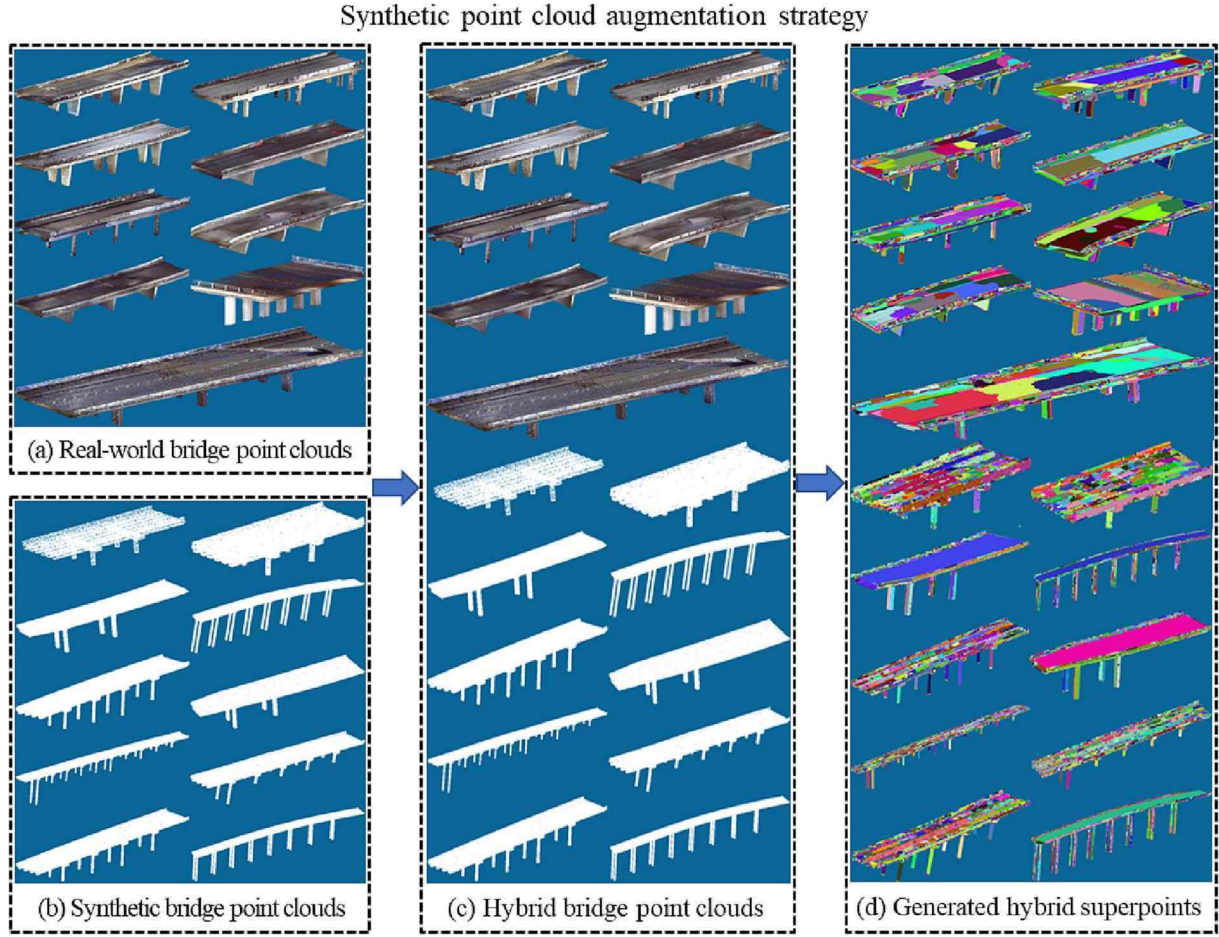 Synthetic point cloud augmentation strategy
(a) Real-world bridge point clouds
(b) Synthetic bridge point clouds
(c) Hybrid bridge point clouds
(d) Generated hybrid superpoints